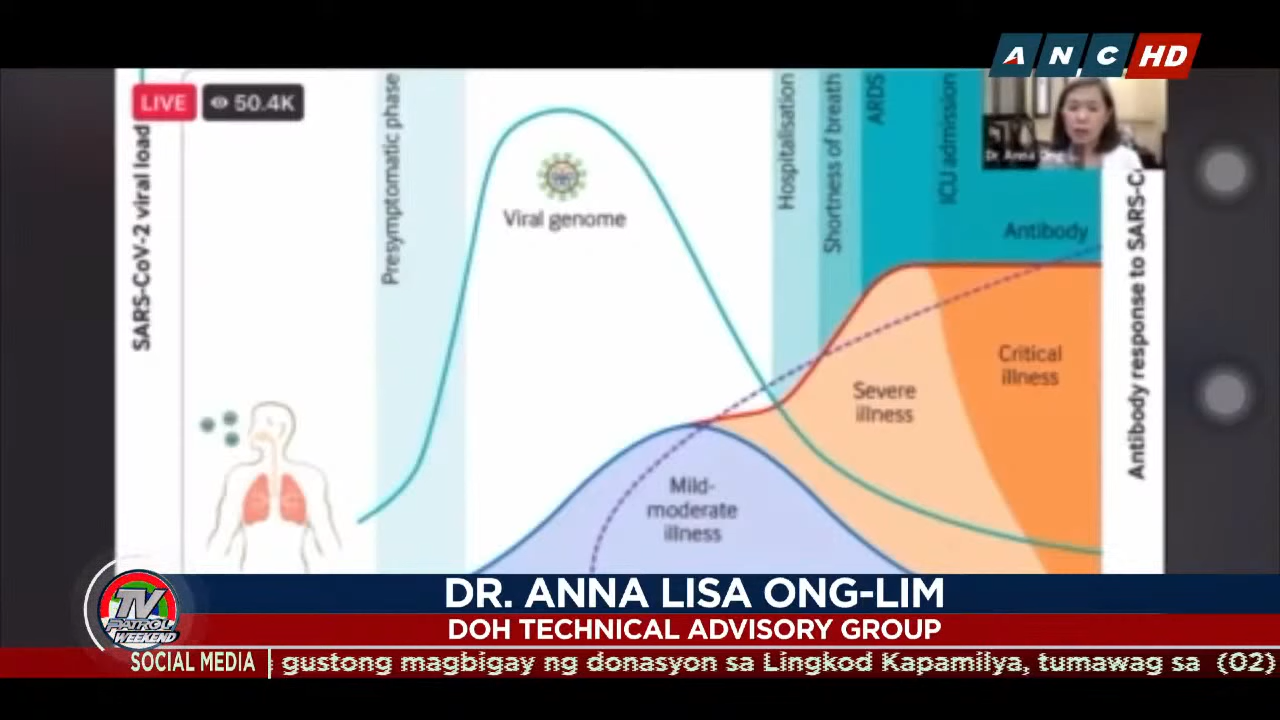 ANC HD
LIVE
50.4K
SARS-CoV-2 viral load
Presymptomatic phase
Viral genome
Hospitalisation
Shortness of breath
ARDS
ICU admission
Dr. Anna Ong-L
Antibody
Antibody response to SARS-C
Mild-
moderate
illness
Severe
illness
Critical
illness
DR. ANNA LISA ONG-LIM
DOH TECHNICAL ADVISORY GROUP
TV
PATROL
WEEKEND
SOCIAL MEDIA
gustong magbigay ng donasyon sa Lingkod Kapamilya, tumawag sa (02)